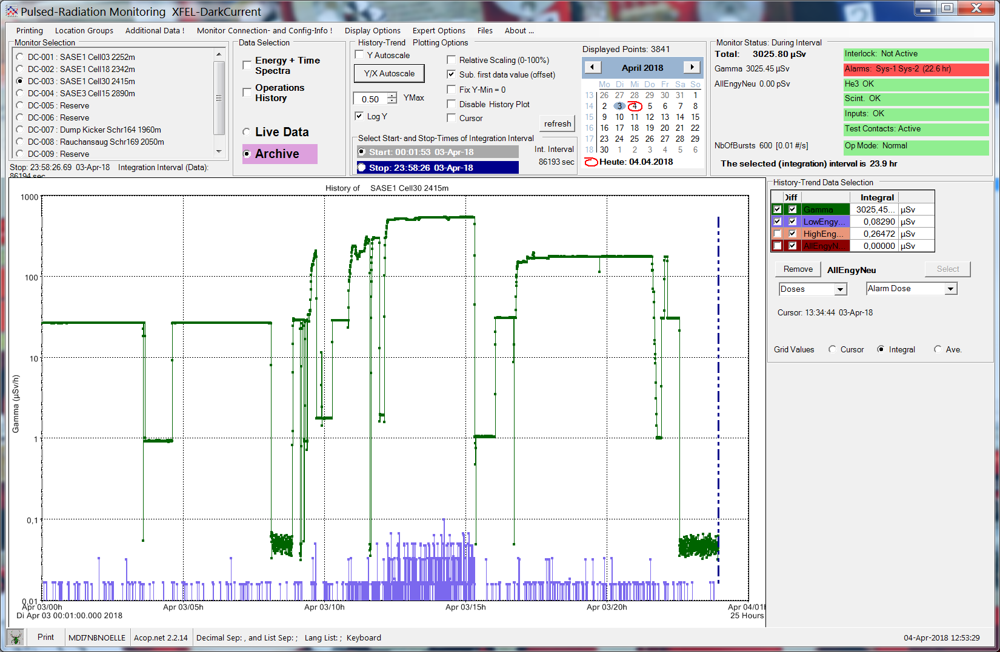 Pulsed-Radiation Monitoring XFEL-DarkCurrent
Printing Location Groups Additional Data ! Monitor Connection- and Config-Info ! Display Options Expert Options Files About ...
Monitor Selection
DC-001 : SASE1 Cell03 2252m
DC-002 : SASE1 Cell18 2342m
DC-003 : SASE1 Cell30 2415m
DC-004 : SASE3 Cell15 2890m
DC-005 : Reserve
DC-006 : Reserve
DC-007 : Dump Kicker Schr164 1960m
DC-008 : Rauchansaug Schr169 2050m
DC-009 : Reserve
Stop: 23:58:26.69 03-Apr-18 Integration Interval (Data):
86194 sec
Data Selection
Energy + Time
Spectra
Operations
History
Live Data
Archive
History-Trend Plotting Options
Y Autoscale
Y/X Autoscale
0.50 YMax
Log Y
Relative Scaling (0-100%)
Sub. first data value (offset)
Fix Y-Min = 0
Disable History Plot
Cursor
refresh
Select Start- and Stop-Times of Integration Interval
Start: 00:01:53 03-Apr-18
Stop: 23:58:26 03-Apr-18
Int. Interval
86193 sec
Displayed Points: 3841
April 2018
Mo Di Mi Do Fr Sa So
13 26 27 28 29 30 31 1
14 2 3 4 5 6 7 8
15 9 10 11 12 13 14 15
16 16 17 18 19 20 21 22
17 23 24 25 26 27 28 29
18 30 1 2 3 4 5 6
Heute: 04.04.2018
Monitor Status: During Interval
Total: 3025.80 µSv
Gamma 3025.45 µSv
AllEngyNeu 0.00 pSv
NbOfBursts 600 [0.01 #/s]
Interlock: Not Active
Alarms: Sys-1 Sys-2 (22.6 hr)
He3 OK
Scint. OK
Inputs: OK
Test Contacts: Active
Op Mode: Normal
The selected (integration) interval is 23.9 hr
History of SASE1 Cell30 2415m
1000
100
10
1
0,1
0,01
Gamma (µSv/h)
Apr 03/00h Apr 03/05h Apr 03/10h Apr 03/15h Apr 03/20h Apr 04/01h
Di Apr 03 00:01:00.000 2018
25 Hours
History-Trend Data Selection
Diff Integral
Gamma 3025,45... µSv
LowEngy... 0,08290 µSv
HighEng... 0,26472 µSv
AllEngyN... 0,00000 µSv
Remove AllEngyNeu Select
Doses Alarm Dose
Cursor: 13:34:44 03-Apr-18
Grid Values Cursor Integral Ave.
Print MDI7NBNOELLE Acop.net 2.2.14 Decimal Sep: , and List Sep: ; Lang List: ; Keyboard
04-Apr-2018 12:53:29